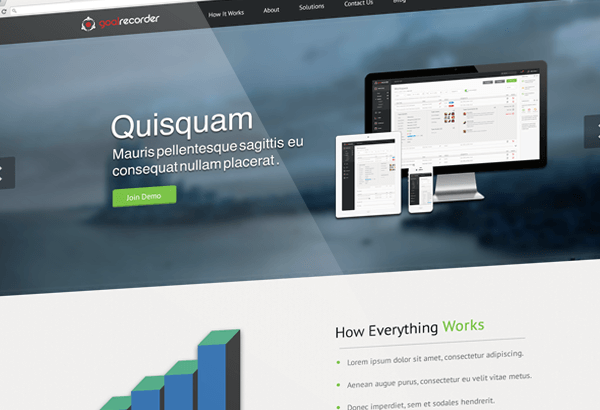 goalrecorder
How It Works About Solutions Contact Us Blog
Quisquam
Mauris pellentesque sagittis eu
consequat nullam placerat .
Join Demo
How Everything Works
Lorem ipsum dolor sit amet, consectetur adipiscing.
Aenean augue purus, consectetur eu velit vitae metus.
Donec imperdiet, sem et sodales hendrerit.